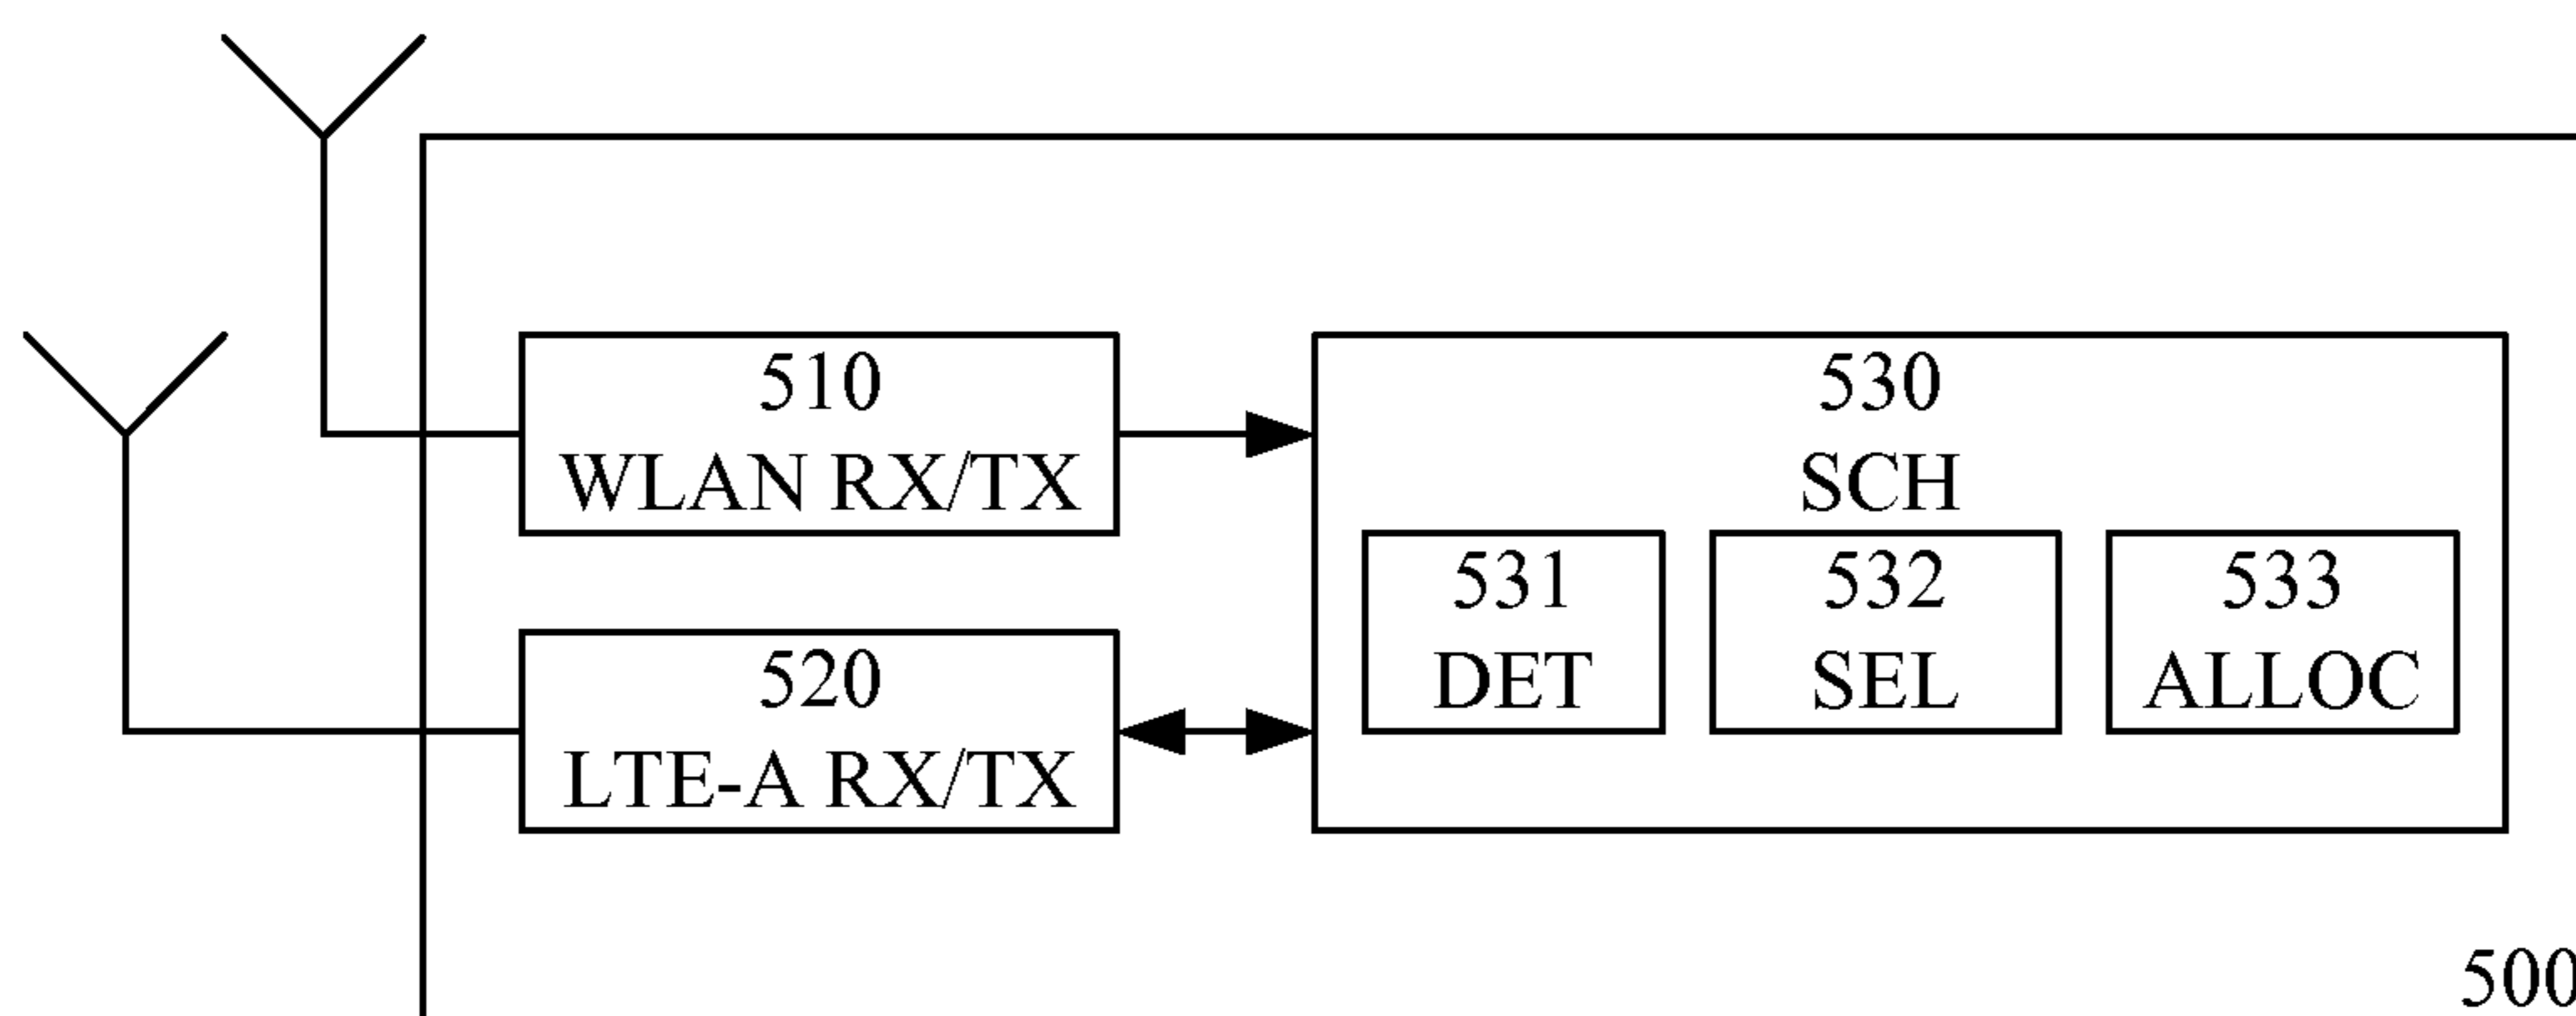 510
WLAN RX/TX
530
SCH
531
DET
532
SEL
533
ALLOC
520
LTE-A RX/TX
500